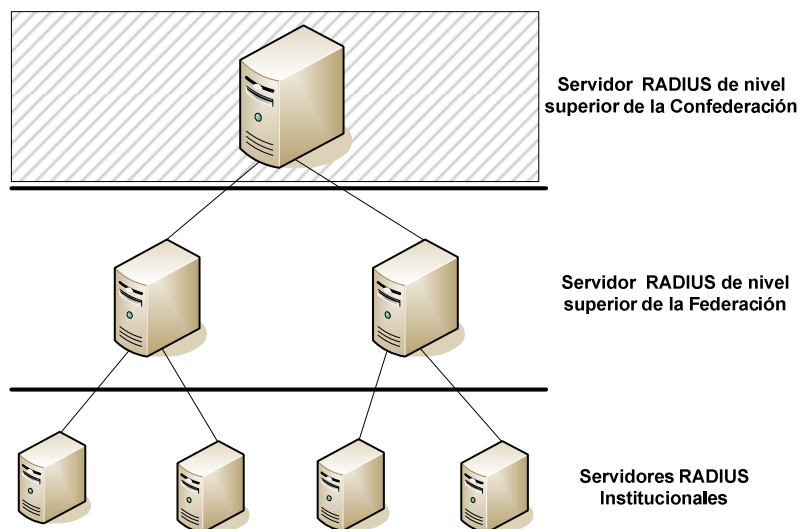 Servidor RADIUS de nivel
superior de la Confederación
Servidor RADIUS de nivel
superior de la Federación
Servidores RADIUS
Institucionales